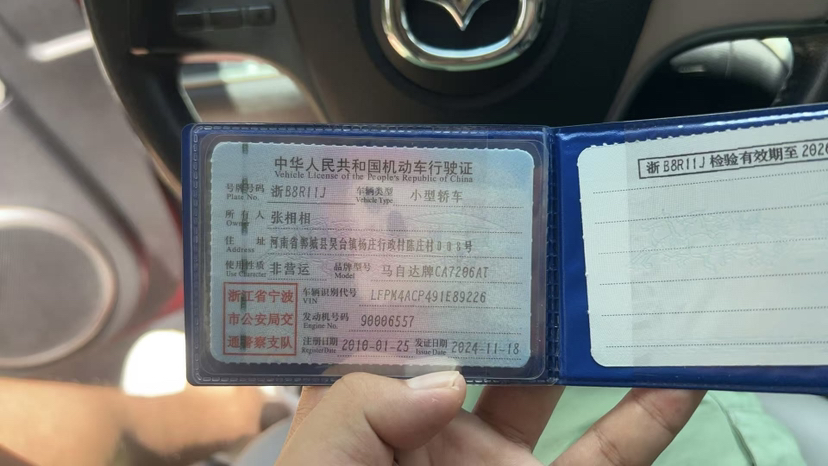 中华人民共和国机动车行驶证
Vehicle License of the People's Republic of China
号牌号码 浙B8R11J 车辆类型 小型轿车
Plate No. Vehicle Type
所有人 张相相
Owner
住址 河南省郸城县吴台镇杨庄行政村陈庄村008号
Address
使用性质 非营运 品牌型号 马自达牌CA7206AT
Use Character Model
浙江省宁波
市公安局交
通警察支队
车辆识别代号 LFPM4ACP491E89226
VIN
发动机号码 90006557
Engine No.
注册日期 2010-01-25 发证日期 2024-11-18
Register Date Issue Date
浙B8R11J 检验有效期至 2026